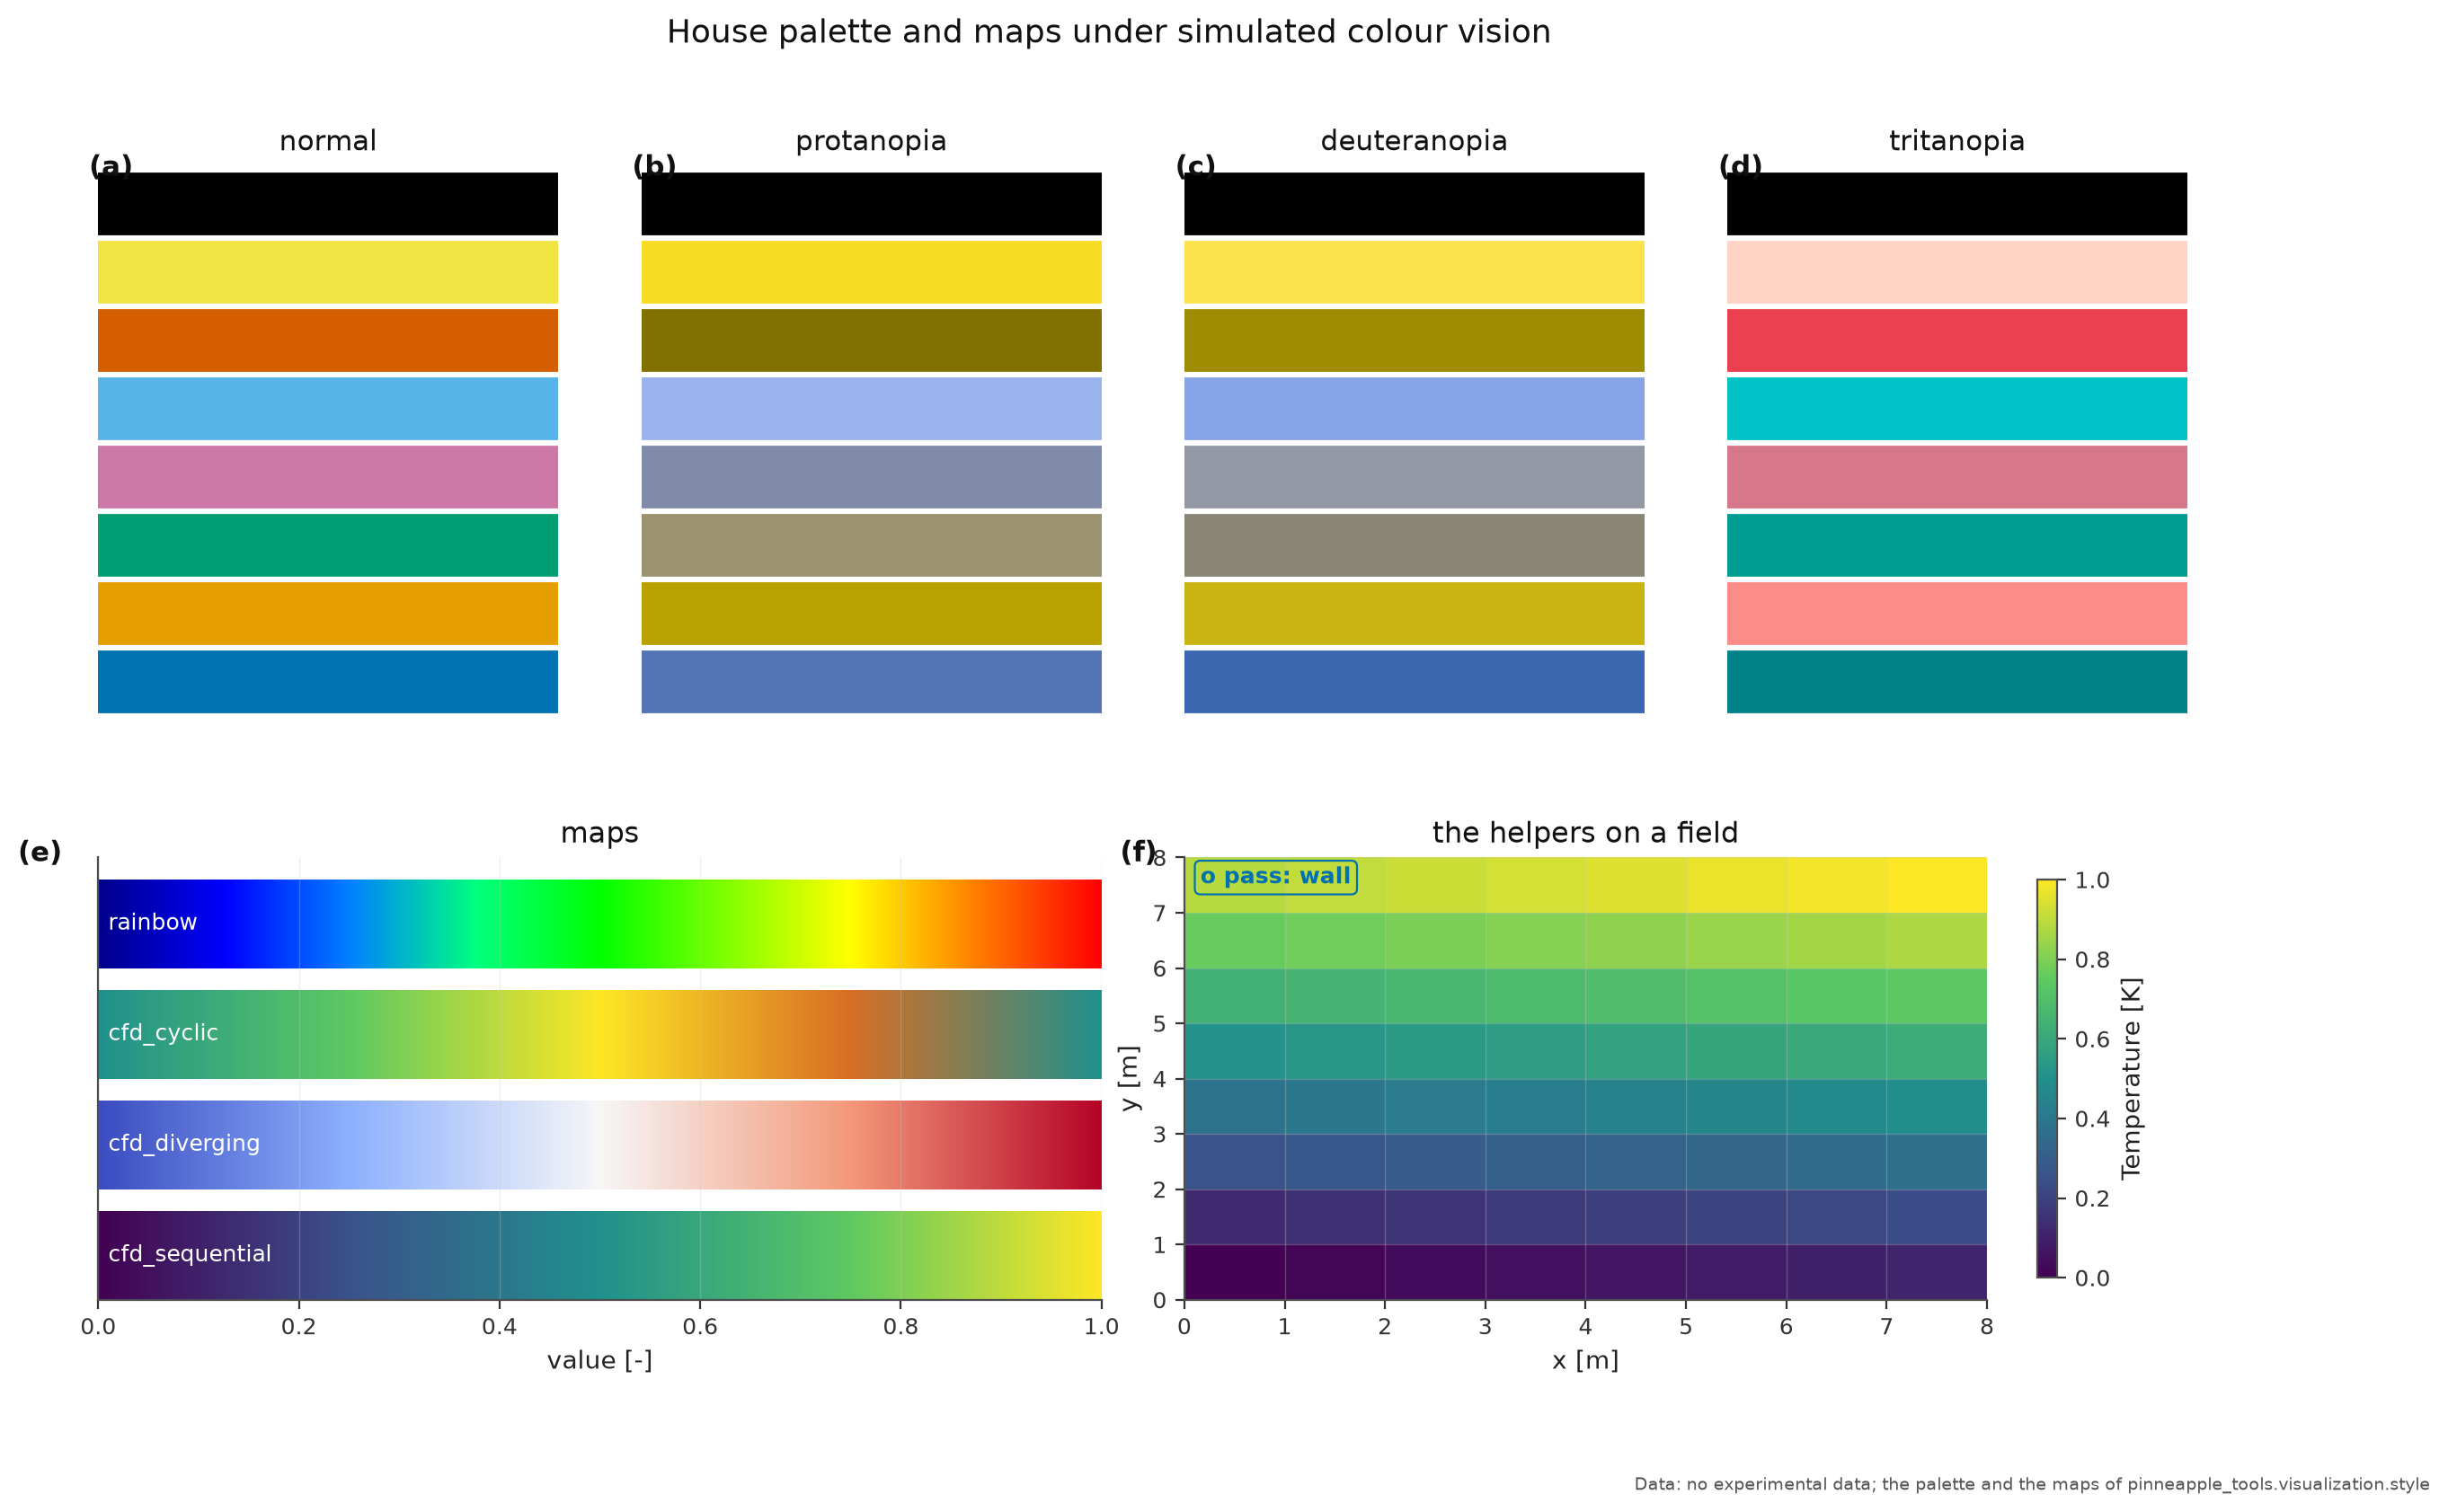 House palette and maps under simulated colour vision
normal
protanopia
deuteranopia
tritanopia
(a)
(b)
(c)
(d)
maps
(e)
rainbow
cfd_cyclic
cfd_diverging
cfd_sequential
0.0 0.2 0.4 0.6 0.8 1.0
value [-]
the helpers on a field
(f)
o pass: wall
8
7
6
5
4
3
2
1
0
y [m]
0 1 2 3 4 5 6 7 8
x [m]
1.0
0.8
0.6
0.4
0.2
0.0
Temperature [K]
Data: no experimental data; the palette and the maps of pinneapple_tools.visualization.style